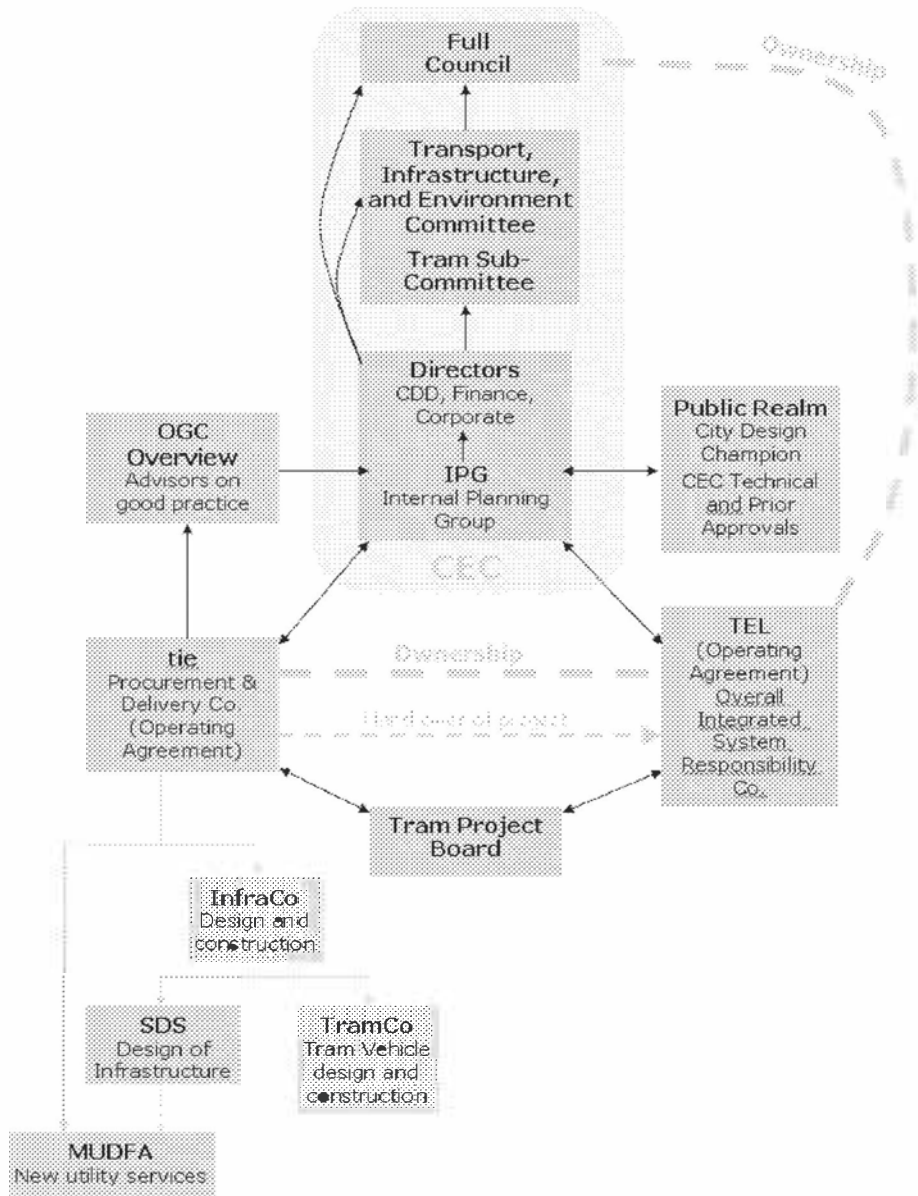 Full
Council
Ownership
Transport,
Infrastructure,
and Environment
Committee
Tram Sub-
Committee
Directors
CDD, Finance,
Corporate
IPG
Internal Planning
Group
CEC
OGC
Overview
Advisors on
good practice
Public Realm
City Design
Champion
CEC Technical
and Prior
Approvals
tie
Procurement &
Delivery Co.
(Operating
Agreement)
Ownership
Hand over of project
TEL
(Operating
Agreement)
Overall
Integrated
System
Responsibility
Co.
Tram Project
Board
InfraCo
Design and
construction
SDS
Design of
Infrastructure
TramCo
Tram Vehicle
design and
construction
MUDFA
New utility services